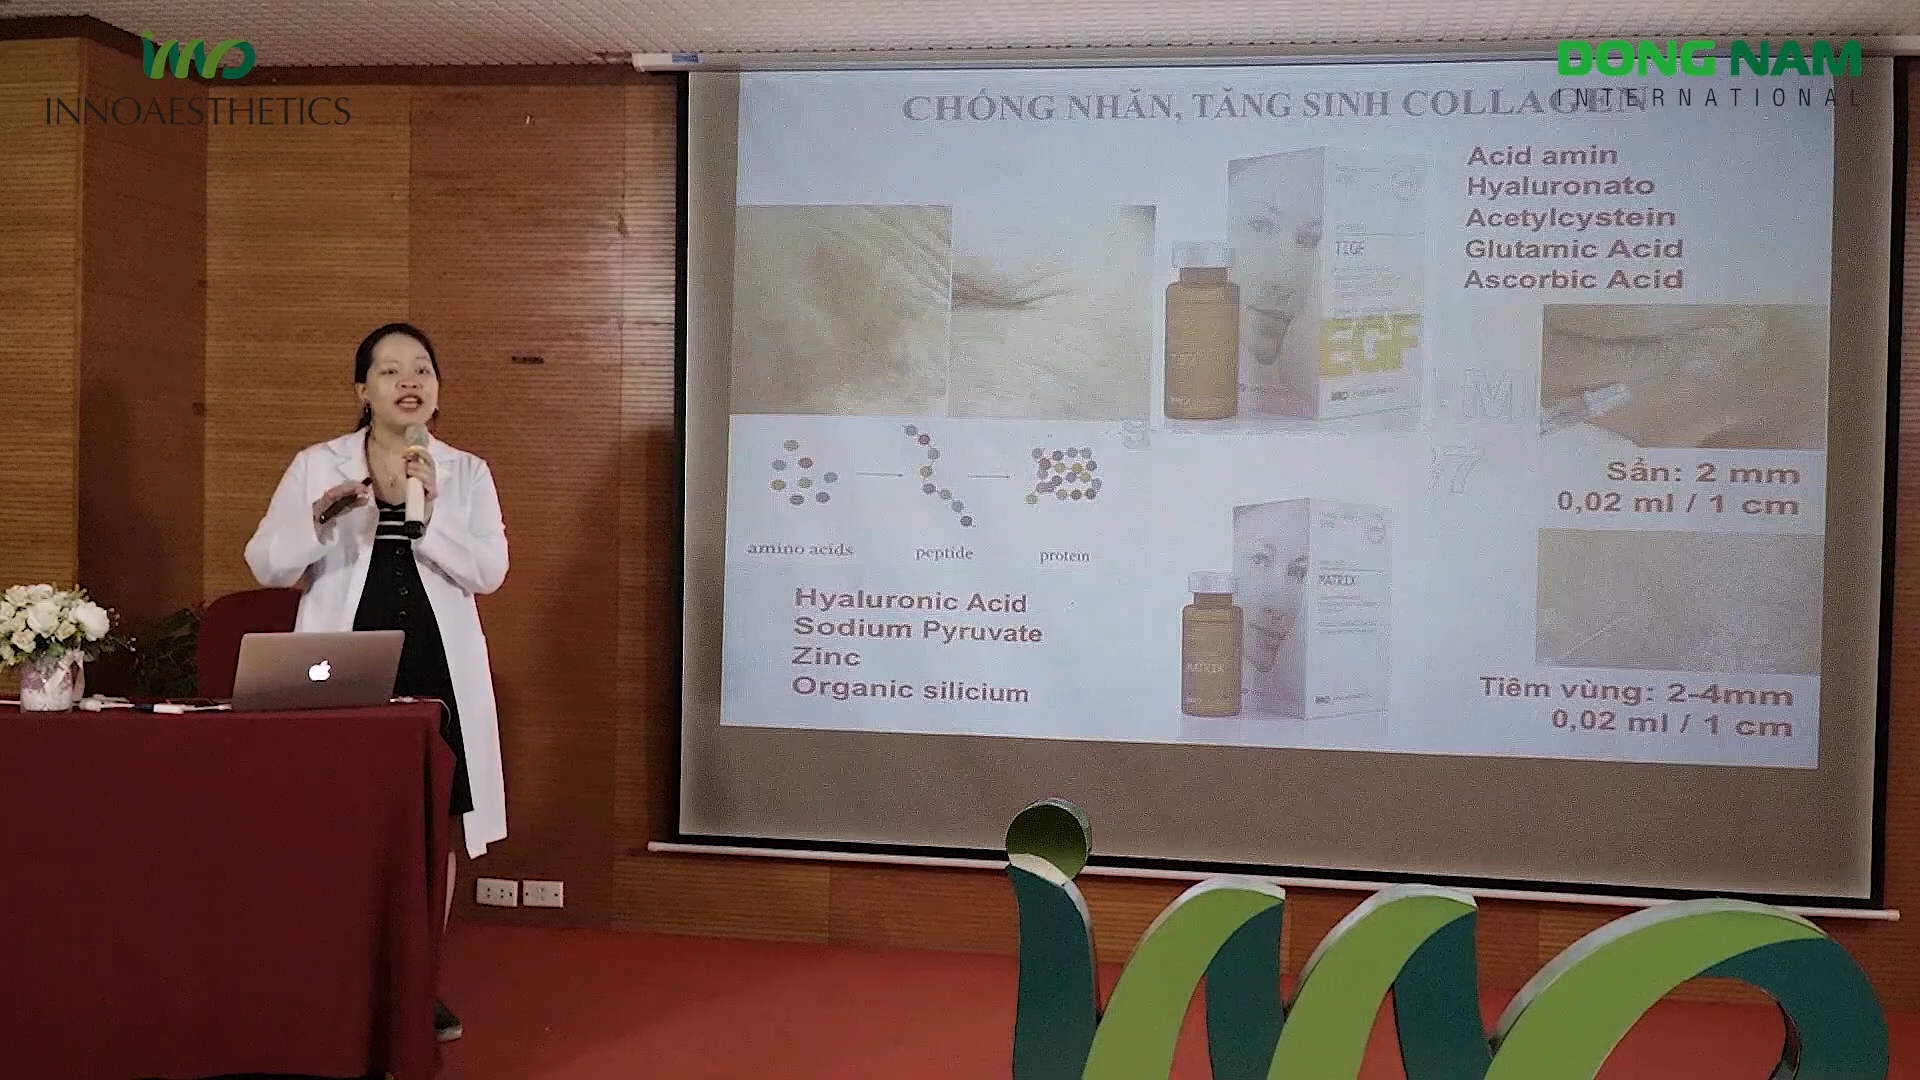 INNOAESTHETICS
DONG NAM
INTERNATIONAL
CHỐNG NHĂN, TĂNG SINH COLLAGEN
Acid amin
Hyaluronato
Acetylcystein
Glutamic Acid
Ascorbic Acid
EGF
Sẩn: 2 mm
0,02 ml / 1 cm
amino acids
peptide
protein
Hyaluronic Acid
Sodium Pyruvate
Zinc
Organic silicium
MATRIX
MATRIX
Tiêm vùng: 2-4mm
0,02 ml / 1 cm